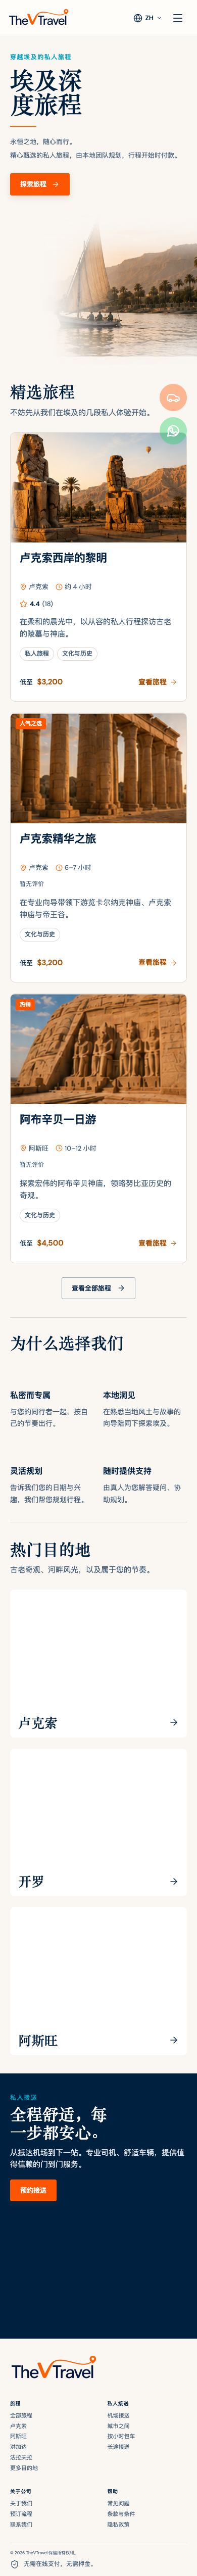 TheVTravel
ZH
穿越埃及的私人旅程
埃及深
度旅程
永恒之地，随心而行。
精心甄选的私人旅程，由本地团队规划，行程开始时付款。
探索旅程
精选旅程
不妨先从我们在埃及的几段私人体验开始。
卢克索西岸的黎明
卢克索 约 4 小时
4.4 (18)
在柔和的晨光中，以从容的私人行程探访古老
的陵墓与神庙。
私人旅程 文化与历史
低至 $3,200 查看旅程
人气之选
卢克索精华之旅
卢克索 6–7 小时
暂无评价
在专业向导带领下游览卡尔纳克神庙、卢克索
神庙与帝王谷。
文化与历史
低至 $3,200 查看旅程
热销
阿布辛贝一日游
阿斯旺 10–12 小时
暂无评价
探索宏伟的阿布辛贝神庙，领略努比亚历史的
奇观。
文化与历史
低至 $4,500 查看旅程
查看全部旅程
为什么选择我们
私密而专属
与您的同行者一起，按自
己的节奏出行。
本地洞见
在熟悉当地风土与故事的
向导陪同下探索埃及。
灵活规划
告诉我们您的日期与兴
趣，我们帮您规划行程。
随时提供支持
由真人为您解答疑问、协
助规划。
热门目的地
古老奇观、河畔风光，以及属于您的节奏。
卢克索
开罗
阿斯旺
私人接送
全程舒适，每
一步都安心。
从抵达机场到下一站。专业司机、舒适车辆，提供值
得信赖的门到门服务。
预约接送
TheVTravel
旅程
全部旅程
卢克索
阿斯旺
洪加达
法拉夫拉
更多目的地
私人接送
机场接送
城市之间
按小时包车
长途接送
关于公司
关于我们
预订流程
联系我们
帮助
常见问题
条款与条件
隐私政策
© 2026 TheVTravel 保留所有权利。
无需在线支付、无需押金。